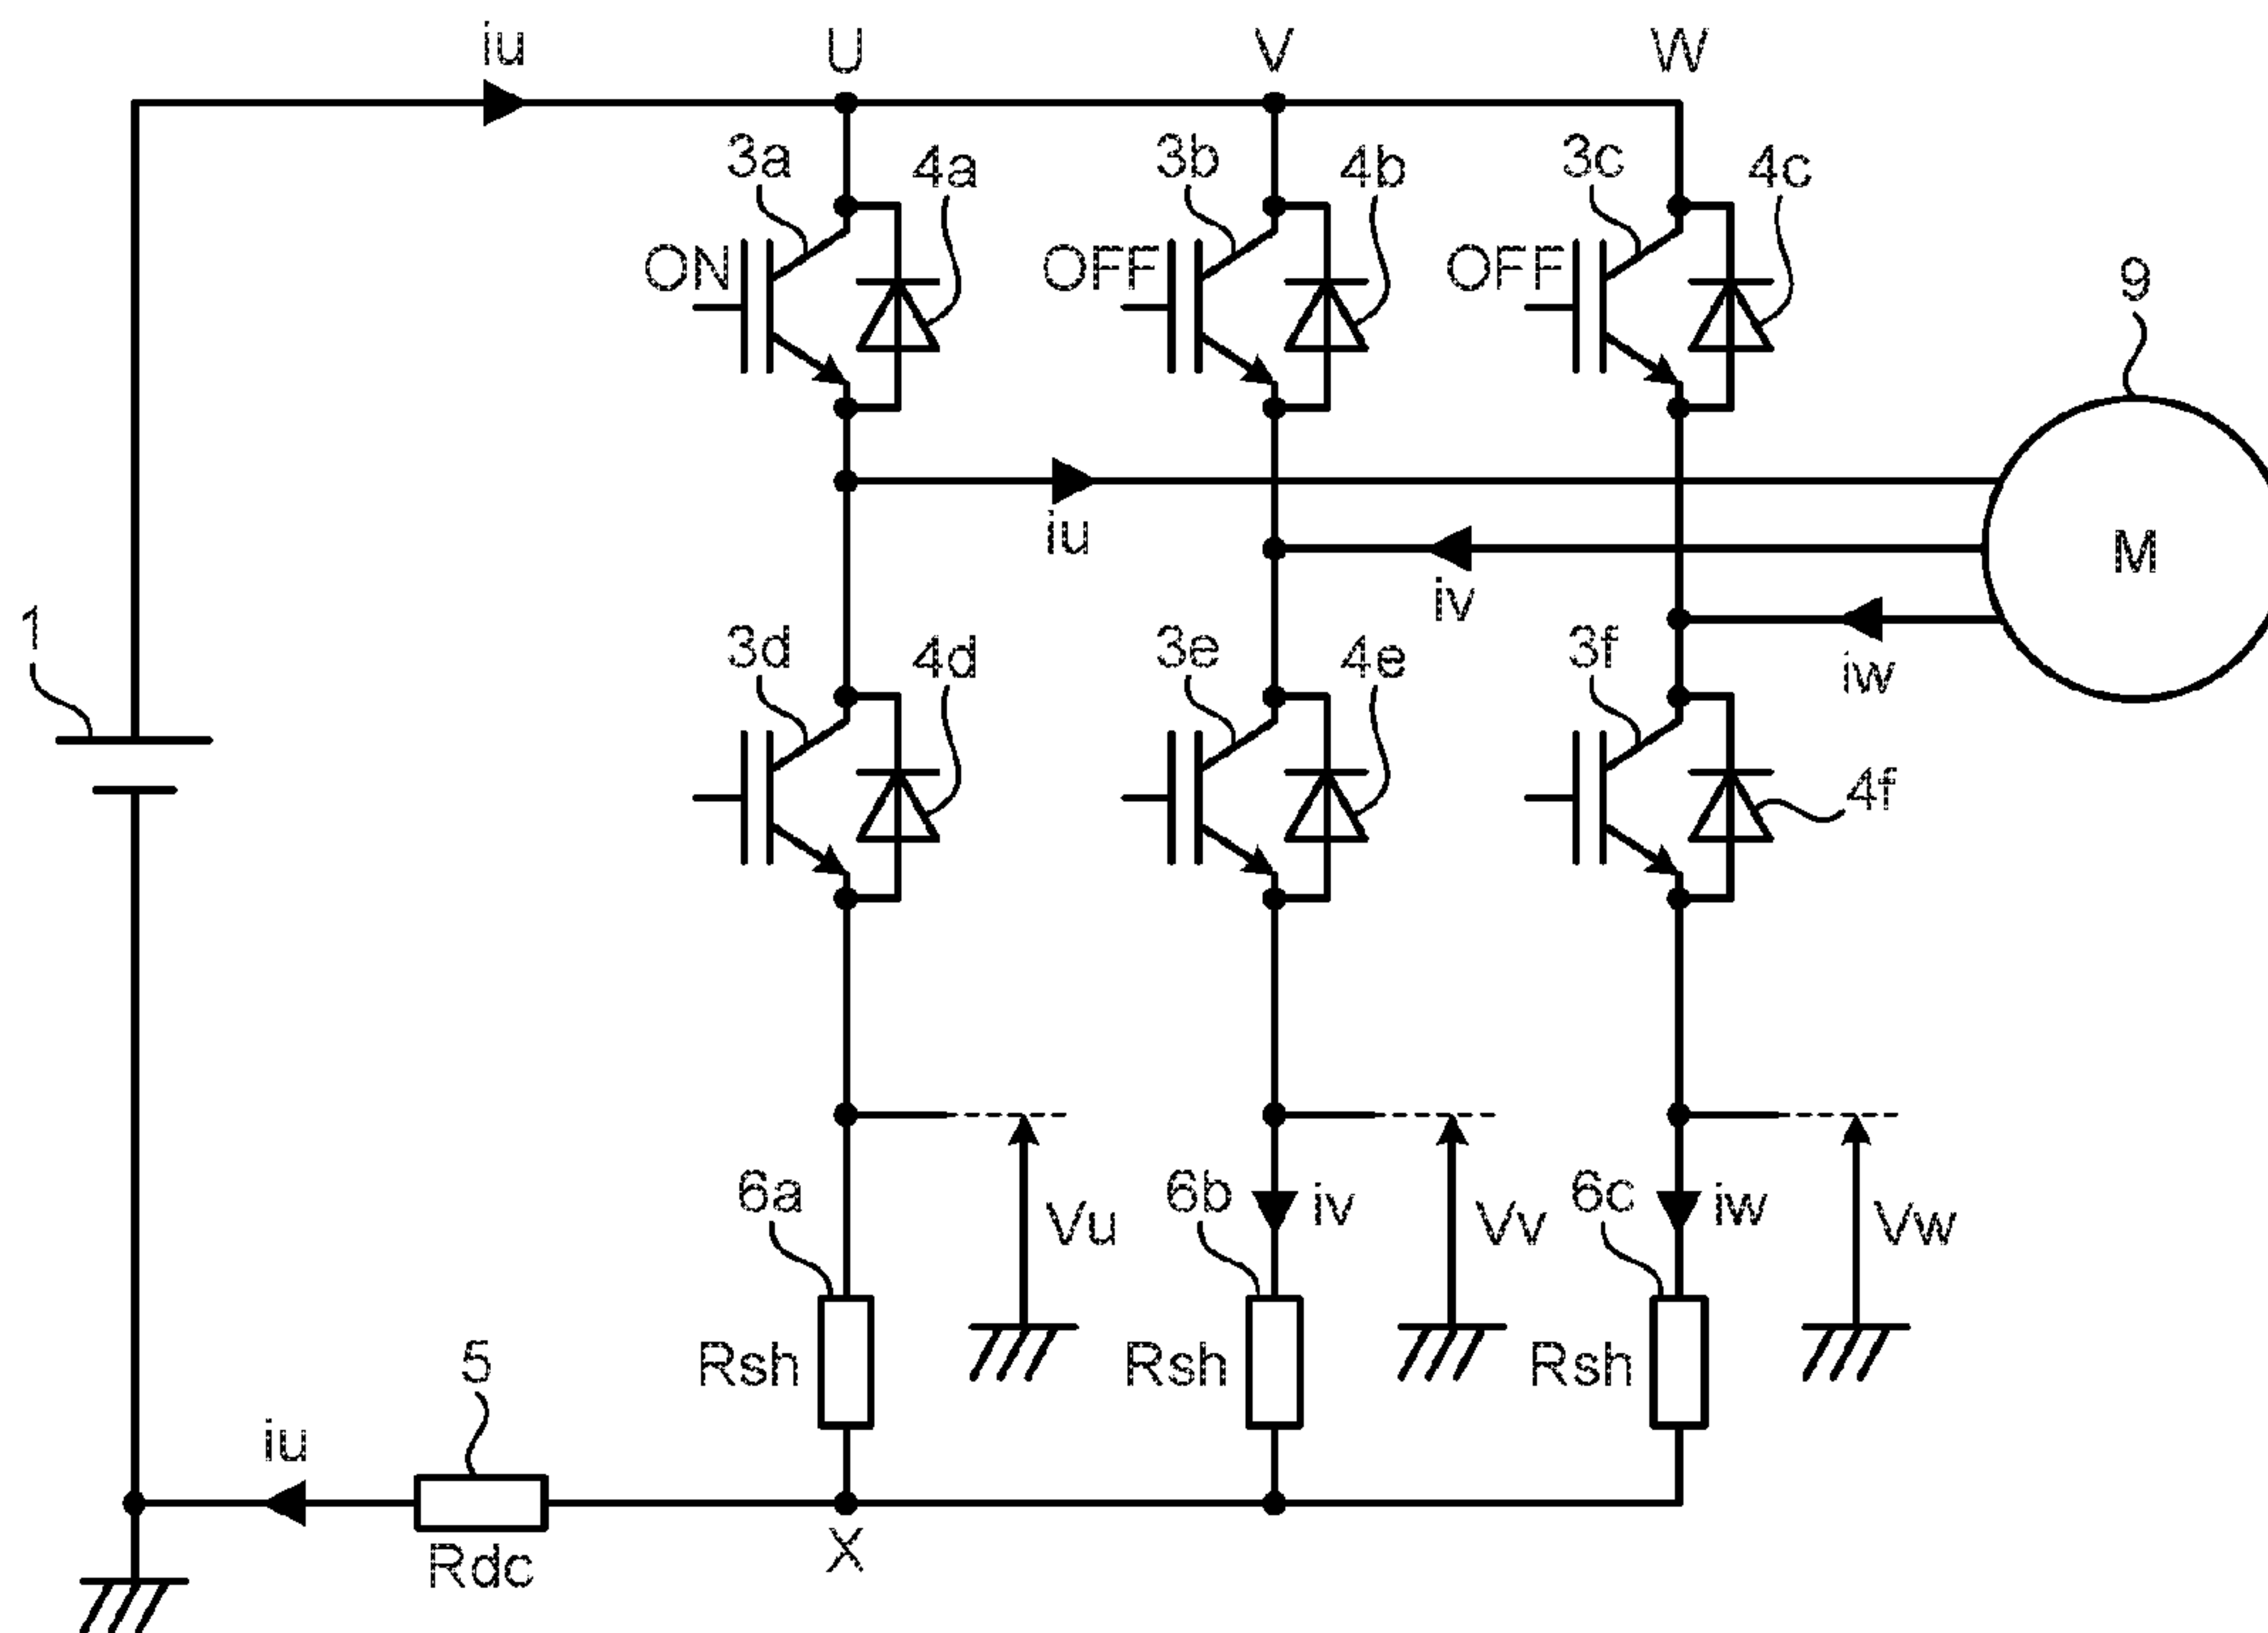 iu U V W
3a 4a 3b 4b 3c 4c
ON OFF OFF 9
iu iv M
1 3d 4d 3e 4e 3f iw
4f
6a Vu 6b iv Vv 6c iw Vw
5 Rsh Rsh Rsh
iu
Rdc X